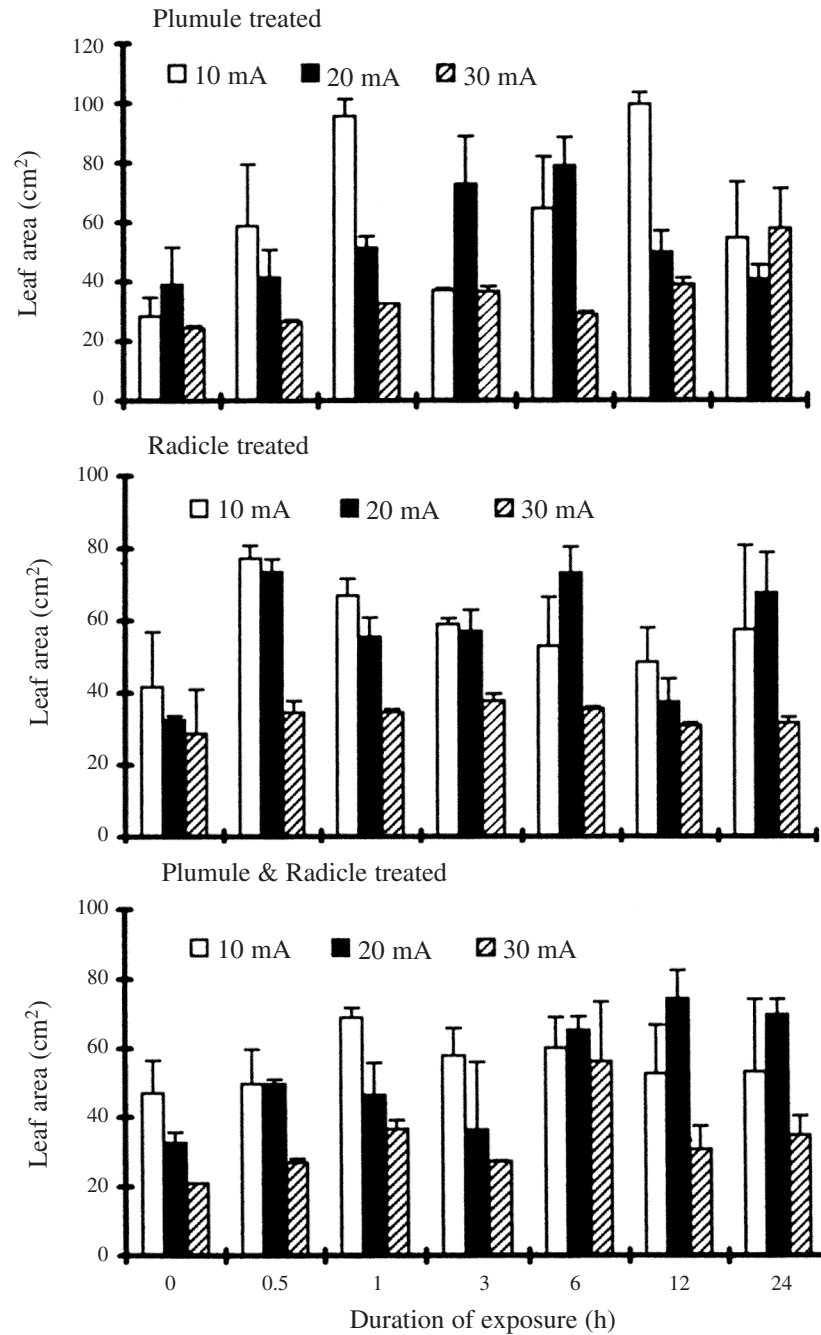 Plumule treated
120
10 mA 20 mA 30 mA
100
80
60
40
20
0
Leaf area (cm²)
Radicle treated
100
10 mA 20 mA 30 mA
80
60
40
20
0
Leaf area (cm²)
Plumule & Radicle treated
100
10 mA 20 mA 30 mA
80
60
40
20
0
Leaf area (cm²)
0 0.5 1 3 6 12 24
Duration of exposure (h)